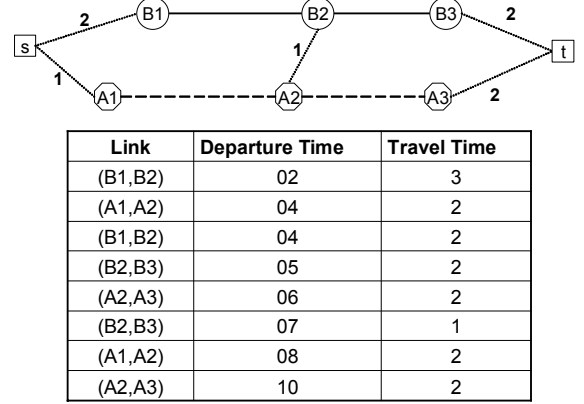 2 B1 B2 B3 2
s 1 t
1 A1 A2 A3 2
Link Departure Time Travel Time
(B1,B2) 02 3
(A1,A2) 04 2
(B1,B2) 04 2
(B2,B3) 05 2
(A2,A3) 06 2
(B2,B3) 07 1
(A1,A2) 08 2
(A2,A3) 10 2